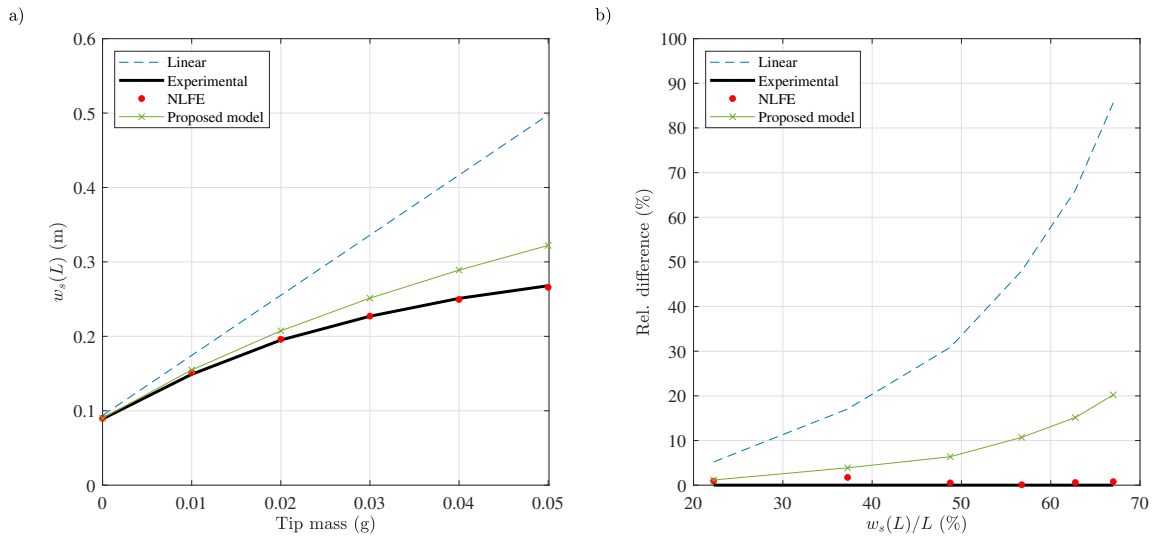 a)
0.6
0.5
0.4
0.3
0.2
0.1
0
w_s(L) (m)
Linear
Experimental
NLFE
Proposed model
0 0.01 0.02 0.03 0.04 0.05
Tip mass (g)
b)
100
90
80
70
60
50
40
30
20
10
0
Rel. difference (%)
Linear
Experimental
NLFE
Proposed model
20 30 40 50 60 70
w_s(L)/L (%)